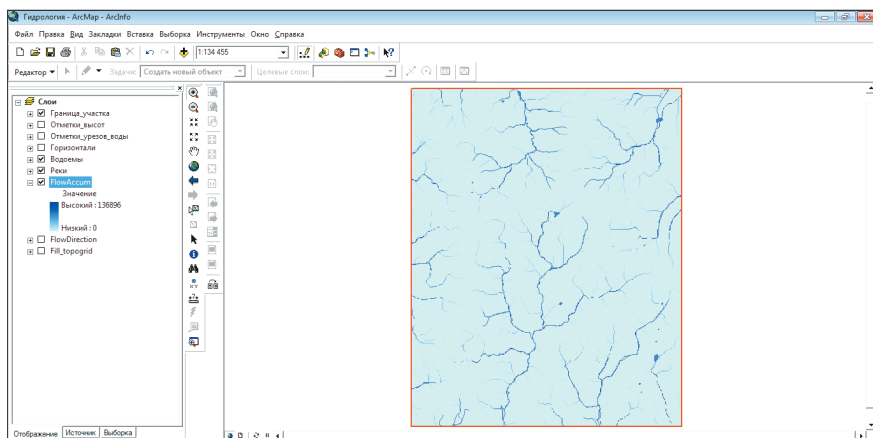 Гидрология - ArcMap - ArcInfo
Файл Правка Вид Закладки Вставка Выборка Инструменты Окно Справка
1:134 455
Редактор Задачи: Создать новый объект Целевые слои:
Слои
Граница_участка
Отметки_высот
Отметки_урезов_воды
Горизонтали
Водоемы
Реки
FlowAccum
Значение
Высокий : 136896
Низкий : 0
FlowDirection
Fill_topogrid
Отображение Источник Выборка